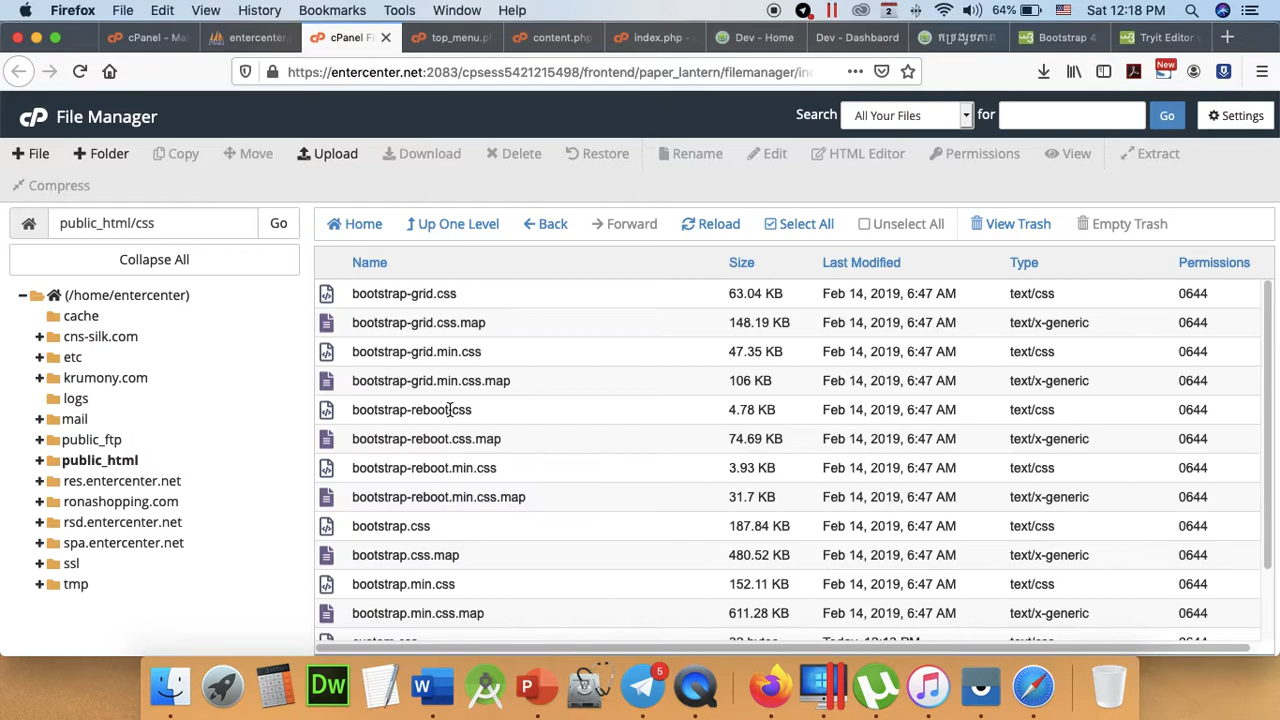 Firefox File Edit View History Bookmarks Tools Window Help 2 64% Sat 12:18 PM
cPanel - Ma entercenter. cPanel Fi top_menu.p content.php index.php - Dev - Home Dev - Dashbaord Bootstrap 4 Tryit Editor
https://entercenter.net:2083/cpsess5421215498/frontend/paper_lantern/filemanager/in New
cP File Manager Search All Your Files for Go Settings
+ File + Folder Copy Move Upload Download Delete Restore Rename Edit HTML Editor Permissions View Extract
Compress
public_html/css Go Home Up One Level Back Forward Reload Select All Unselect All View Trash Empty Trash
Collapse All
Name Size Last Modified Type Permissions
(/home/entercenter)
cache
cns-silk.com
etc
krumony.com
logs
mail
public_ftp
public_html
res.entercenter.net
ronashopping.com
rsd.entercenter.net
spa.entercenter.net
ssl
tmp
bootstrap-grid.css 63.04 KB Feb 14, 2019, 6:47 AM text/css 0644
bootstrap-grid.css.map 148.19 KB Feb 14, 2019, 6:47 AM text/x-generic 0644
bootstrap-grid.min.css 47.35 KB Feb 14, 2019, 6:47 AM text/css 0644
bootstrap-grid.min.css.map 106 KB Feb 14, 2019, 6:47 AM text/x-generic 0644
bootstrap-reboot.css 4.78 KB Feb 14, 2019, 6:47 AM text/css 0644
bootstrap-reboot.css.map 74.69 KB Feb 14, 2019, 6:47 AM text/x-generic 0644
bootstrap-reboot.min.css 3.93 KB Feb 14, 2019, 6:47 AM text/css 0644
bootstrap-reboot.min.css.map 31.7 KB Feb 14, 2019, 6:47 AM text/x-generic 0644
bootstrap.css 187.84 KB Feb 14, 2019, 6:47 AM text/css 0644
bootstrap.css.map 480.52 KB Feb 14, 2019, 6:47 AM text/x-generic 0644
bootstrap.min.css 152.11 KB Feb 14, 2019, 6:47 AM text/css 0644
bootstrap.min.css.map 611.28 KB Feb 14, 2019, 6:47 AM text/x-generic 0644
Dw W P 5